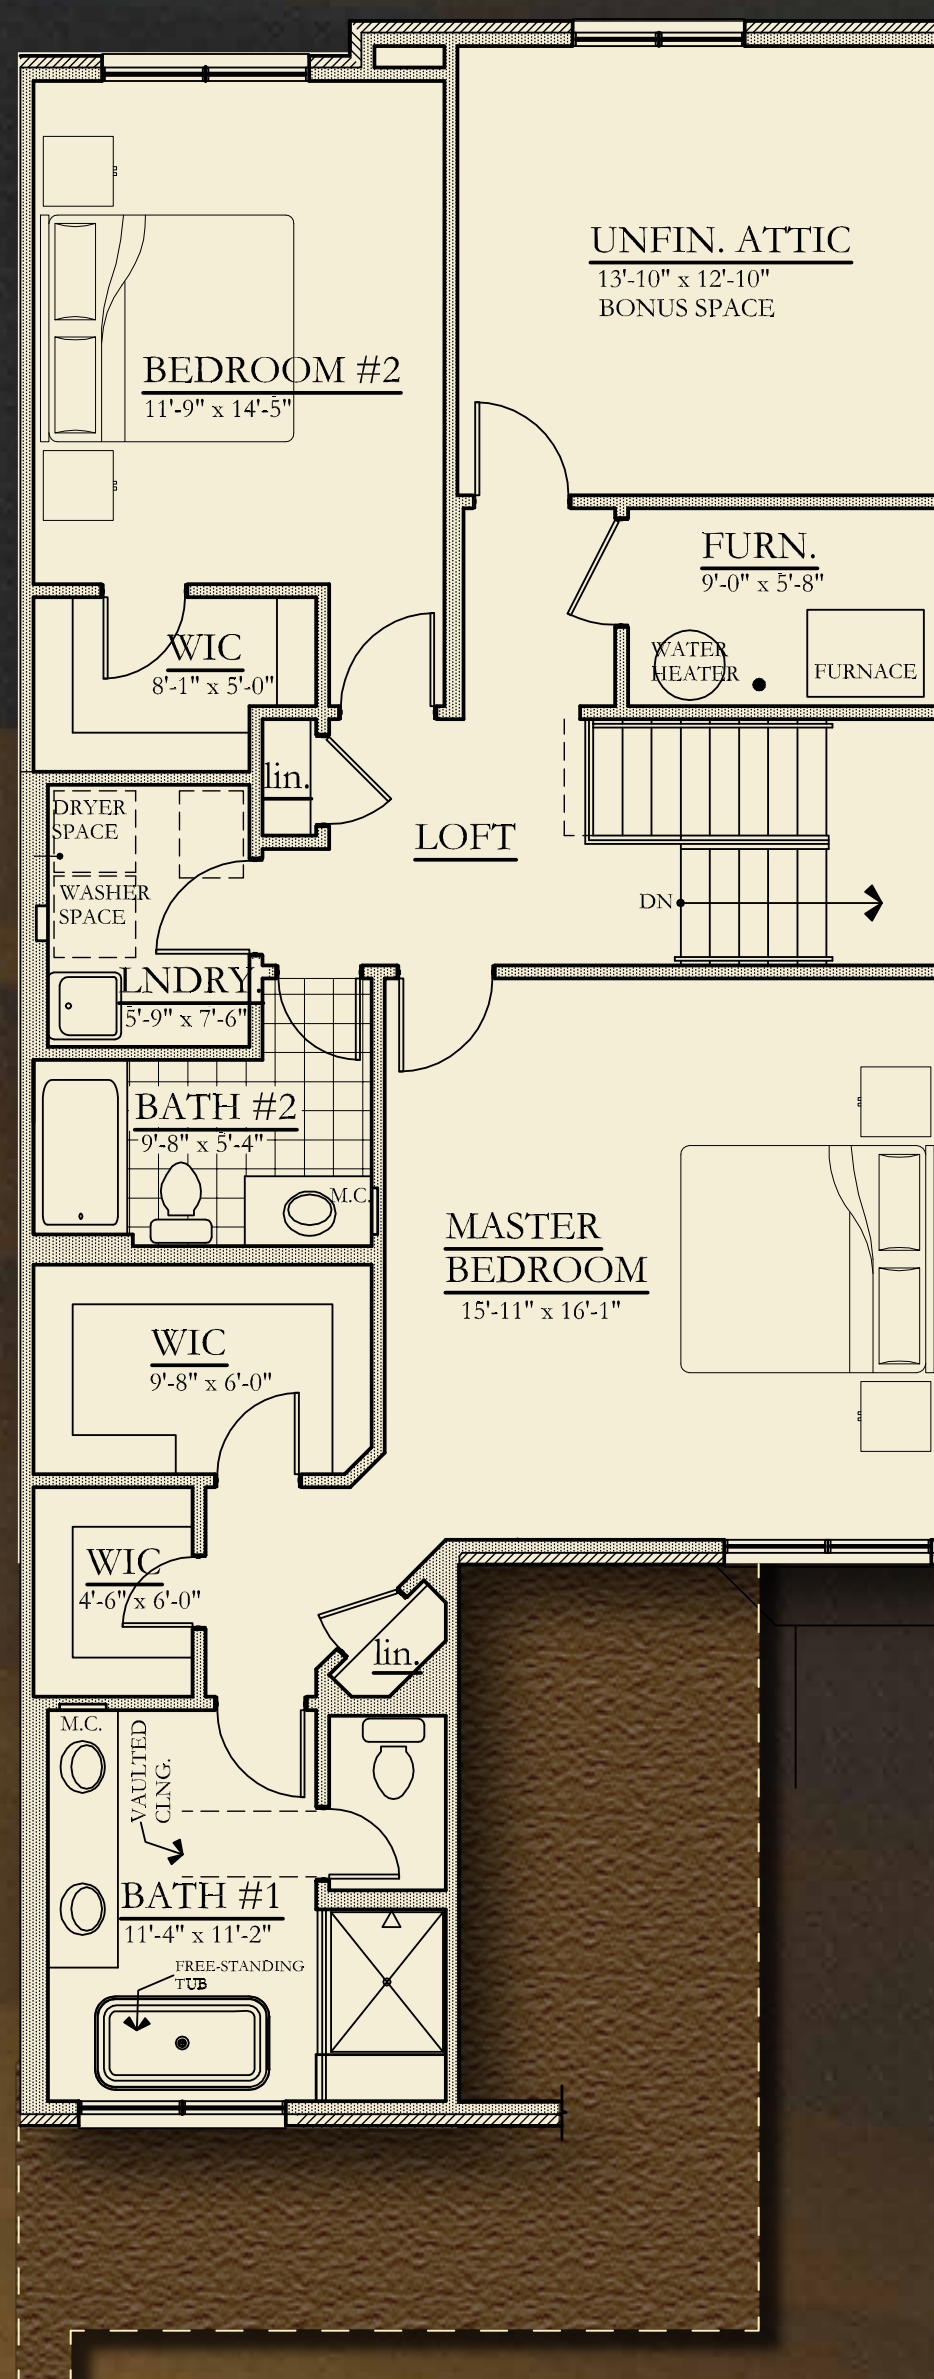 UNFIN. ATTIC
13'-10" x 12'-10"
BONUS SPACE
BEDROOM #2
11'-9" x 14'-5"
FURN.
9'-0" x 5'-8"
WATER
HEATER
FURNACE
WIC
8'-1" x 5'-0"
lin.
DRYER
SPACE
LOFT
WASHER
SPACE
DN
LNDRY.
5'-9" x 7'-6"
BATH #2
9'-8" x 5'-4"
M.C.
MASTER
BEDROOM
15'-11" x 16'-1"
WIC
9'-8" x 6'-0"
WIC
4'-6" x 6'-0"
lin.
M.C.
VAULTED
CLNG.
BATH #1
11'-4" x 11'-2"
FREE-STANDING
TUB